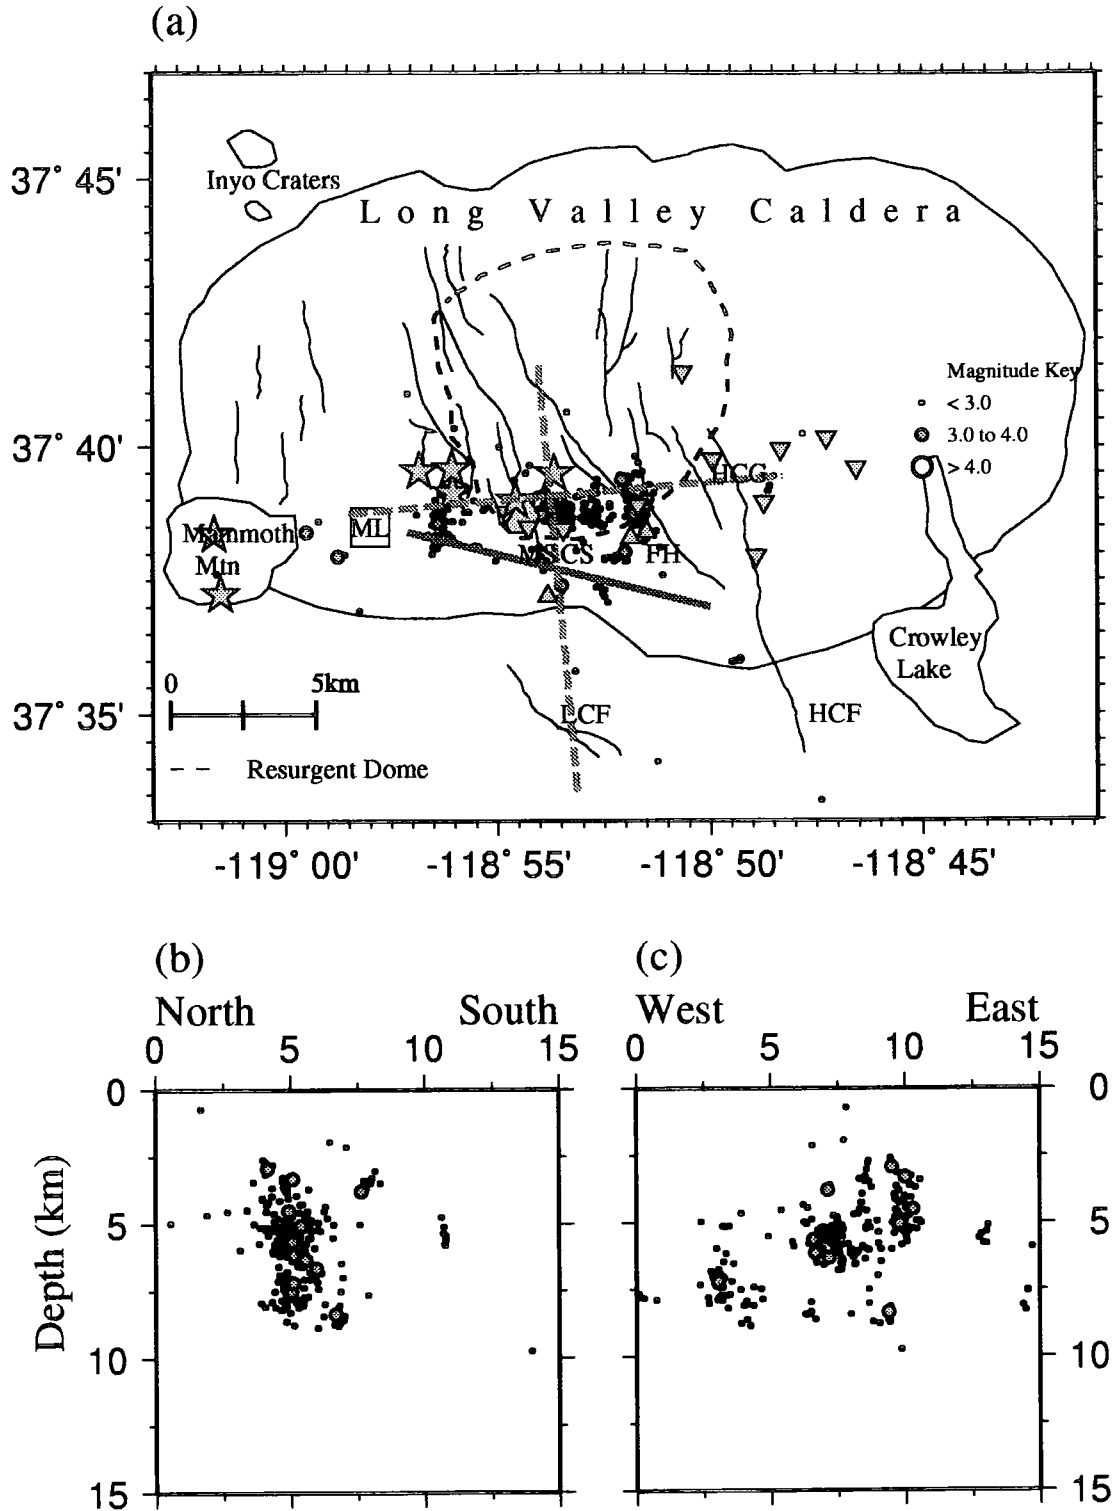 (a)
37° 45'
Inyo Craters
Long Valley Caldera
Magnitude Key
< 3.0
37° 40'
3.0 to 4.0
> 4.0
HCG
ML
Mammoth
Mtn
MS CS
FH
Crowley
Lake
0 5km
37° 35'
LCF
HCF
Resurgent Dome
-119° 00' -118° 55' -118° 50' -118° 45'
(b) (c)
North South West East
0 5 10 15 0 5 10 15
0 0
Depth (km)
5 5
10 10
15 15